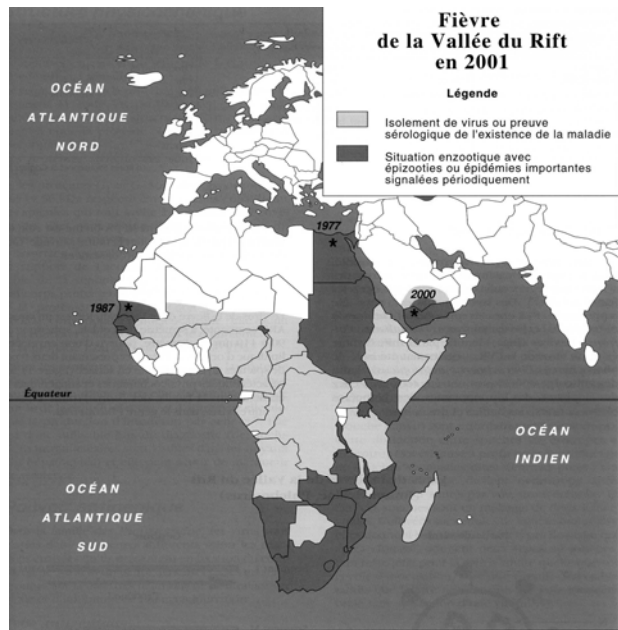 Fièvre
de la Vallée du Rift
en 2001
Légende
Isolement de virus ou preuve
sérologique de l'existence de la maladie
Situation enzootique avec
épizooties ou épidémies importantes
signalées périodiquement
OCÉAN
ATLANTIQUE
NORD
1977
1987
2000
Équateur
OCÉAN
INDIEN
OCÉAN
ATLANTIQUE
SUD